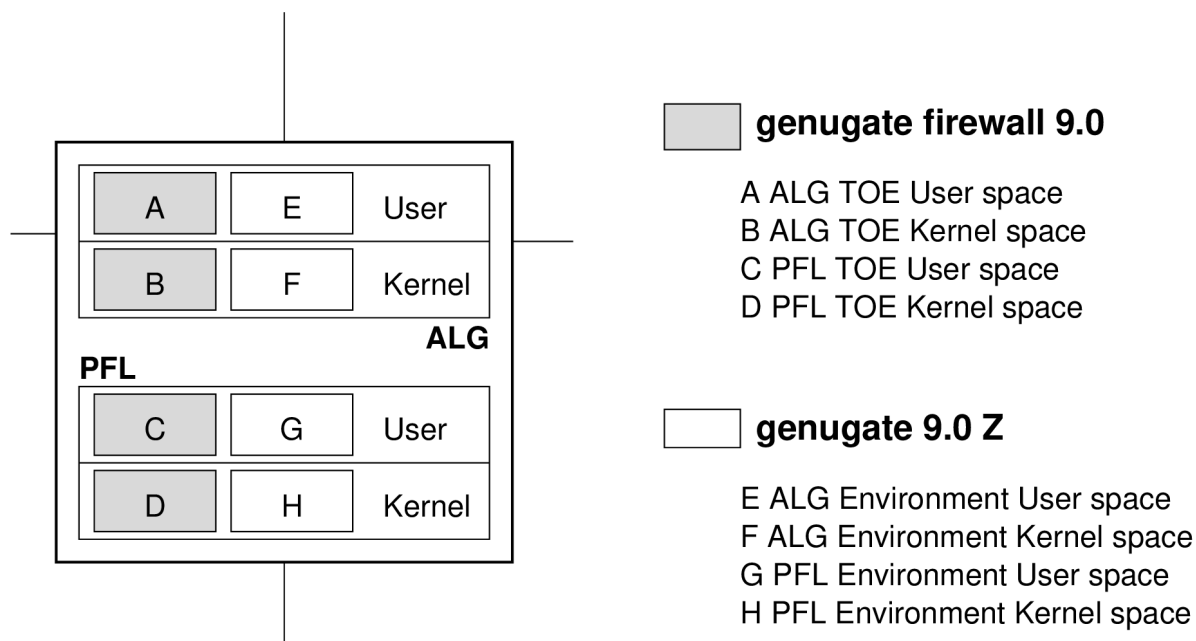 A E User
B F Kernel
ALG
PFL
C G User
D H Kernel
genugate firewall 9.0
A ALG TOE User space
B ALG TOE Kernel space
C PFL TOE User space
D PFL TOE Kernel space
genugate 9.0 Z
E ALG Environment User space
F ALG Environment Kernel space
G PFL Environment User space
H PFL Environment Kernel space